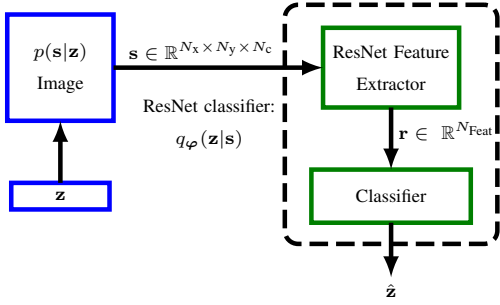 p(s|z)
Image
s ∈ ℝ^{N_x × N_y × N_c}
ResNet Feature
Extractor
ResNet classifier:
q_φ(z|s)
r ∈ ℝ^{N_Feat}
z
Classifier
ẑ